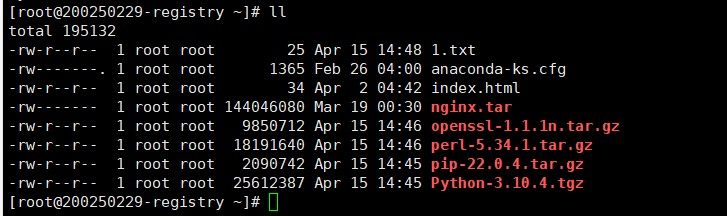 [root@200250229-registry ~]# ll
total 195132
-rw-r--r--  1 root root        25 Apr 15 14:48 1.txt
-rw-------. 1 root root      1365 Feb 26 04:00 anaconda-ks.cfg
-rw-r--r--  1 root root        34 Apr  2 04:42 index.html
-rw-------  1 root root 144046080 Mar 19 00:30 nginx.tar
-rw-r--r--  1 root root   9850712 Apr 15 14:46 openssl-1.1.1n.tar.gz
-rw-r--r--  1 root root  18191640 Apr 15 14:46 perl-5.34.1.tar.gz
-rw-r--r--  1 root root   2090742 Apr 15 14:45 pip-22.0.4.tar.gz
-rw-r--r--  1 root root  25612387 Apr 15 14:45 Python-3.10.4.tgz
[root@200250229-registry ~]#